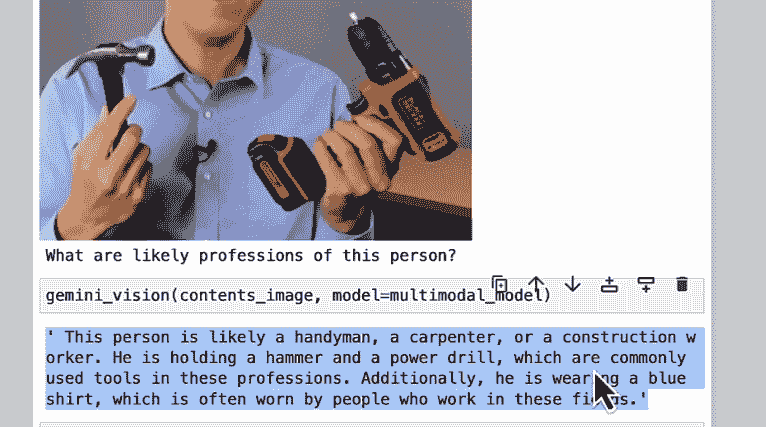 What are likely professions of this person?
gemini_vision(contents_image, model=multimodal_model)
' This person is likely a handyman, a carpenter, or a construction w
orker. He is holding a hammer and a power drill, which are commonly
used tools in these professions. Additionally, he is wearing a blue
shirt, which is often worn by people who work in these fields.'